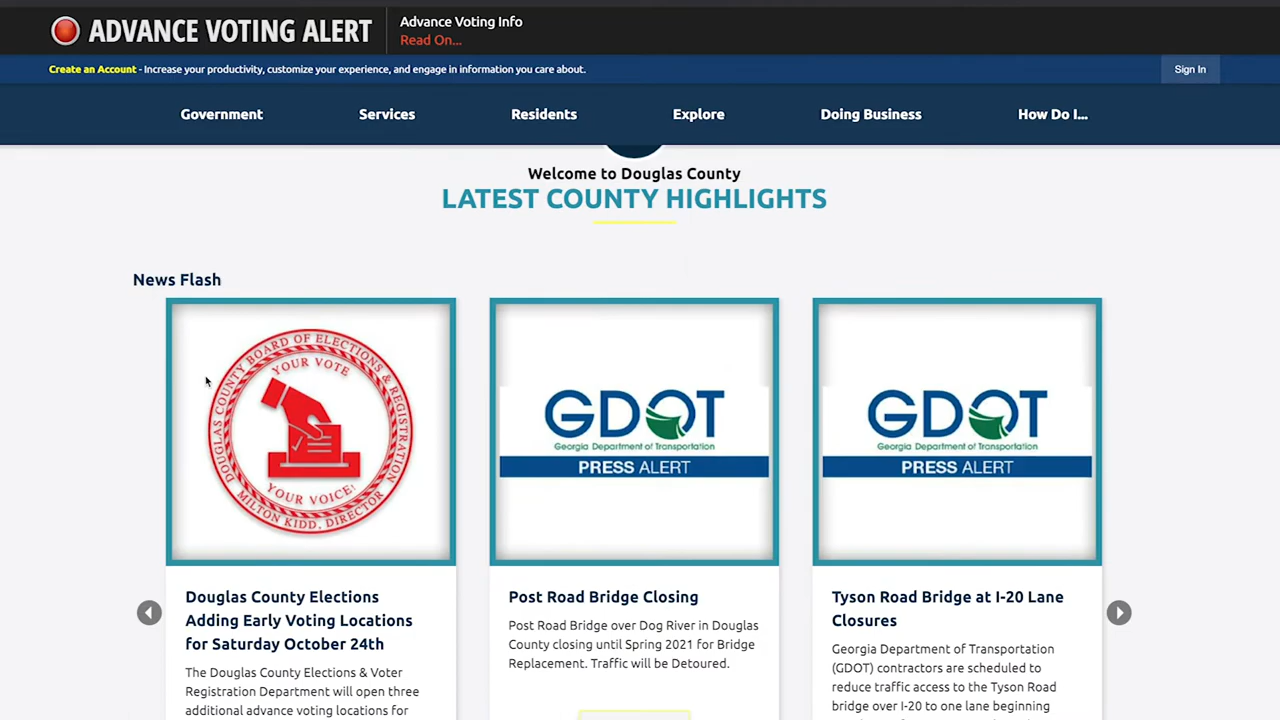 ADVANCE VOTING ALERT
Advance Voting Info
Read On...
Create an Account - Increase your productivity, customize your experience, and engage in information you care about.
Sign In
Government
Services
Residents
Explore
Doing Business
How Do I...
Welcome to Douglas County
LATEST COUNTY HIGHLIGHTS
News Flash
DOUGLAS COUNTY BOARD OF ELECTIONS & REGISTRATION
YOUR VOTE
YOUR VOICE!
MILTON KIDD, DIRECTOR
Douglas County Elections
Adding Early Voting Locations
for Saturday October 24th
The Douglas County Elections & Voter
Registration Department will open three
additional advance voting locations for
GDOT
Georgia Department of Transportation
PRESS ALERT
Post Road Bridge Closing
Post Road Bridge over Dog River in Douglas
County closing until Spring 2021 for Bridge
Replacement. Traffic will be Detoured.
GDOT
Georgia Department of Transportation
PRESS ALERT
Tyson Road Bridge at I-20 Lane
Closures
Georgia Department of Transportation
(GDOT) contractors are scheduled to
reduce traffic access to the Tyson Road
bridge over I-20 to one lane beginning